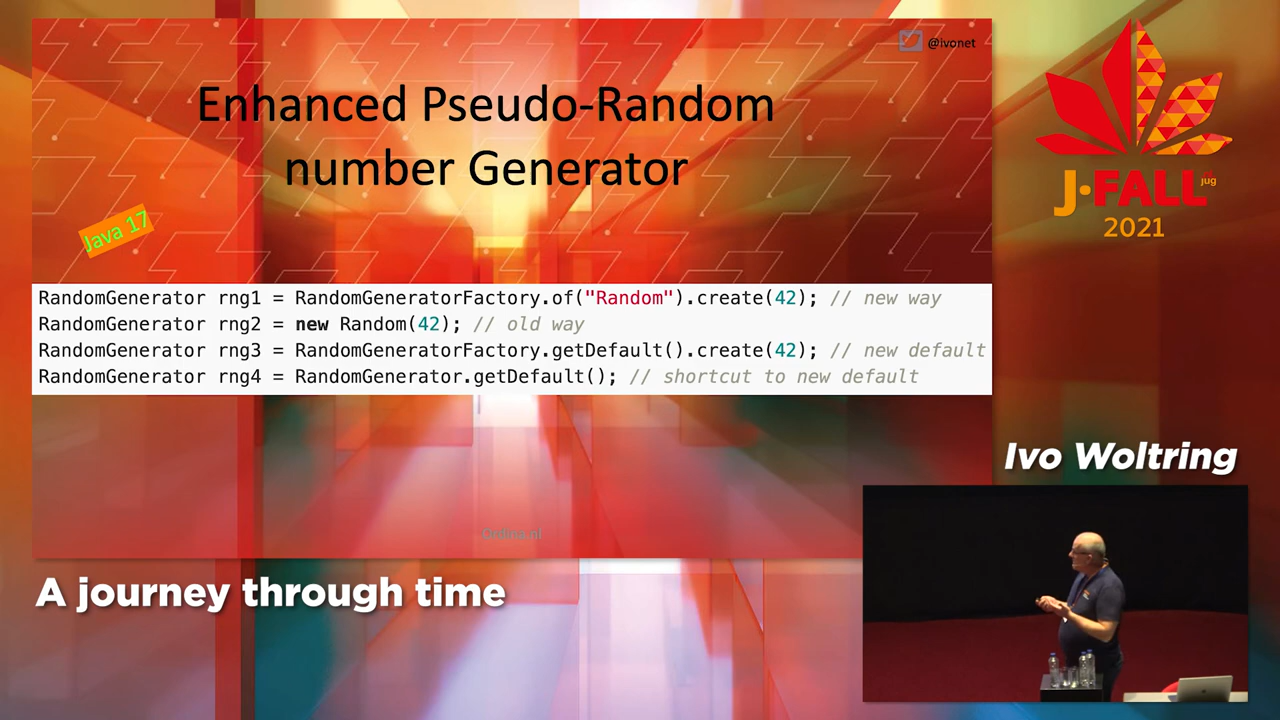 @ivonet
Enhanced Pseudo-Random
number Generator
Java 17
RandomGenerator rng1 = RandomGeneratorFactory.of("Random").create(42); // new way
RandomGenerator rng2 = new Random(42); // old way
RandomGenerator rng3 = RandomGeneratorFactory.getDefault().create(42); // new default
RandomGenerator rng4 = RandomGenerator.getDefault(); // shortcut to new default
Ordina.nl
J·FALL
jug
2021
Ivo Woltring
A journey through time